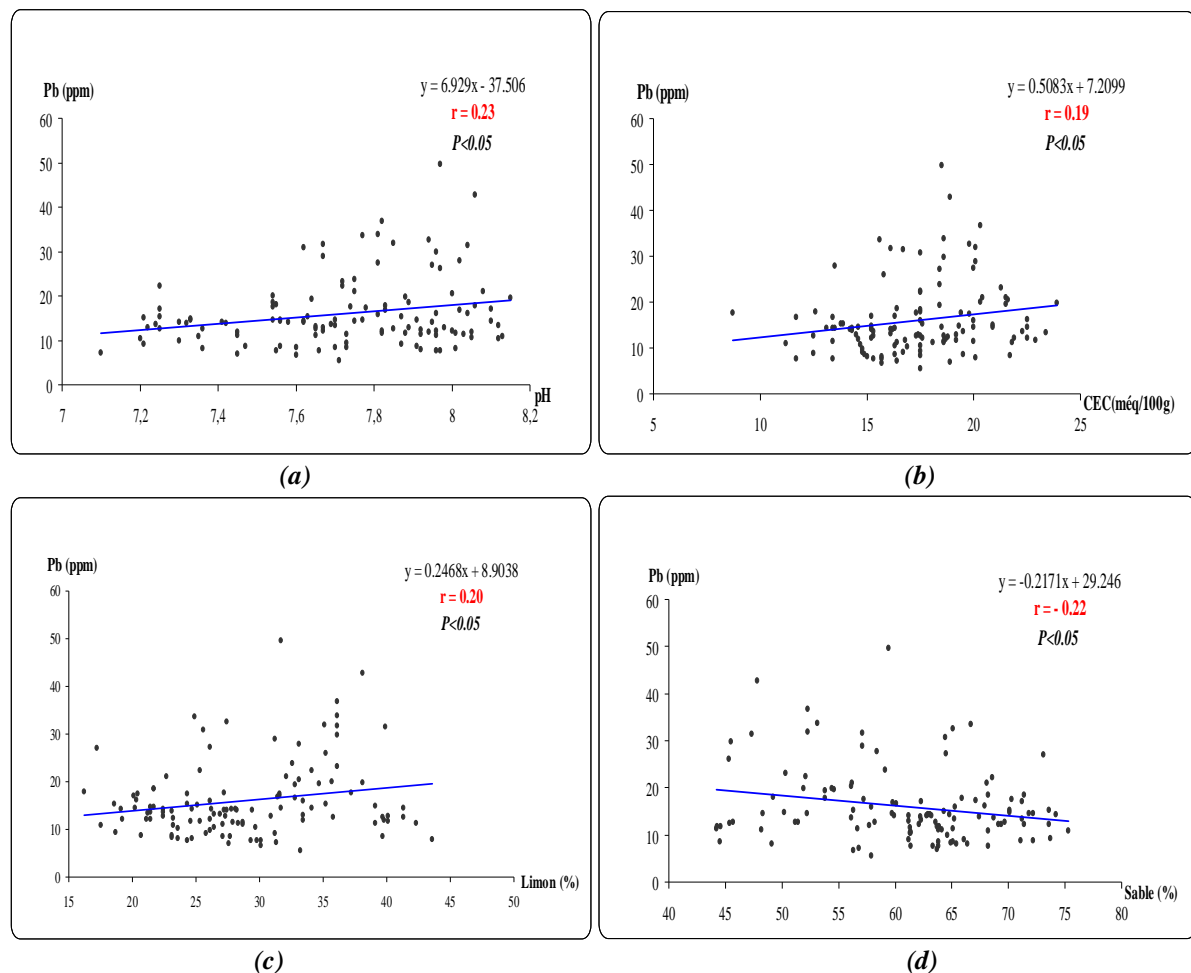 Pb (ppm)
y = 6.929x - 37.506
r = 0.23
P<0.05
60
50
40
30
20
10
0
7
7,2
7,4
7,6
7,8
8
8,2
pH
(a)
Pb (ppm)
y = 0.5083x + 7.2099
r = 0.19
P<0.05
60
50
40
30
20
10
0
5
10
15
20
25
CEC(méq/100g)
(b)
Pb (ppm)
y = 0.2468x + 8.9038
r = 0.20
P<0.05
60
50
40
30
20
10
0
15
20
25
30
35
40
45
50
Limon (%)
(c)
Pb (ppm)
y = -0.2171x + 29.246
r = - 0.22
P<0.05
60
50
40
30
20
10
0
40
45
50
55
60
65
70
75
80
Sable (%)
(d)